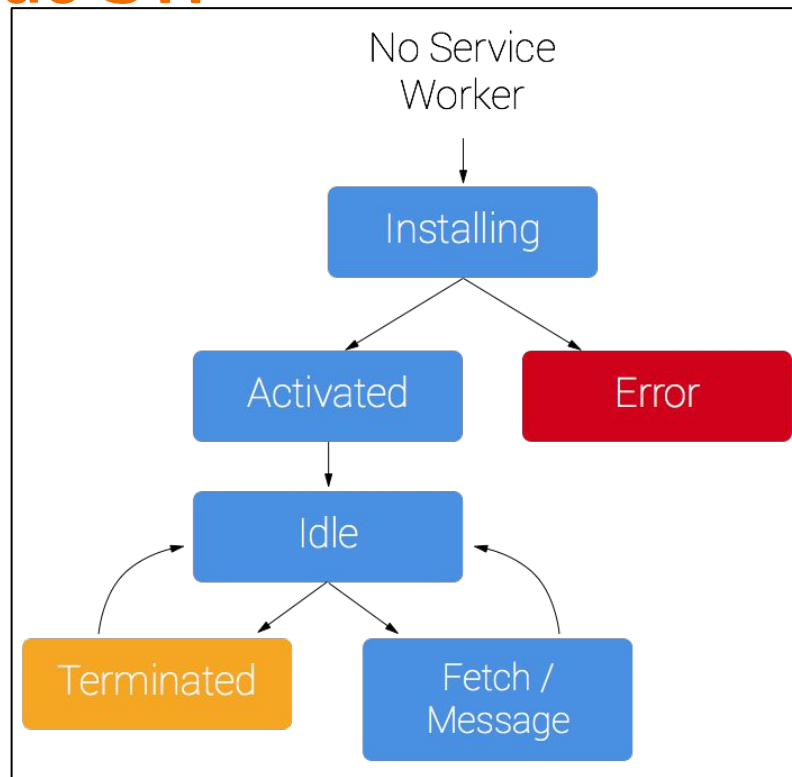 No Service
Worker
Installing
Activated
Error
Idle
Terminated
Fetch /
Message